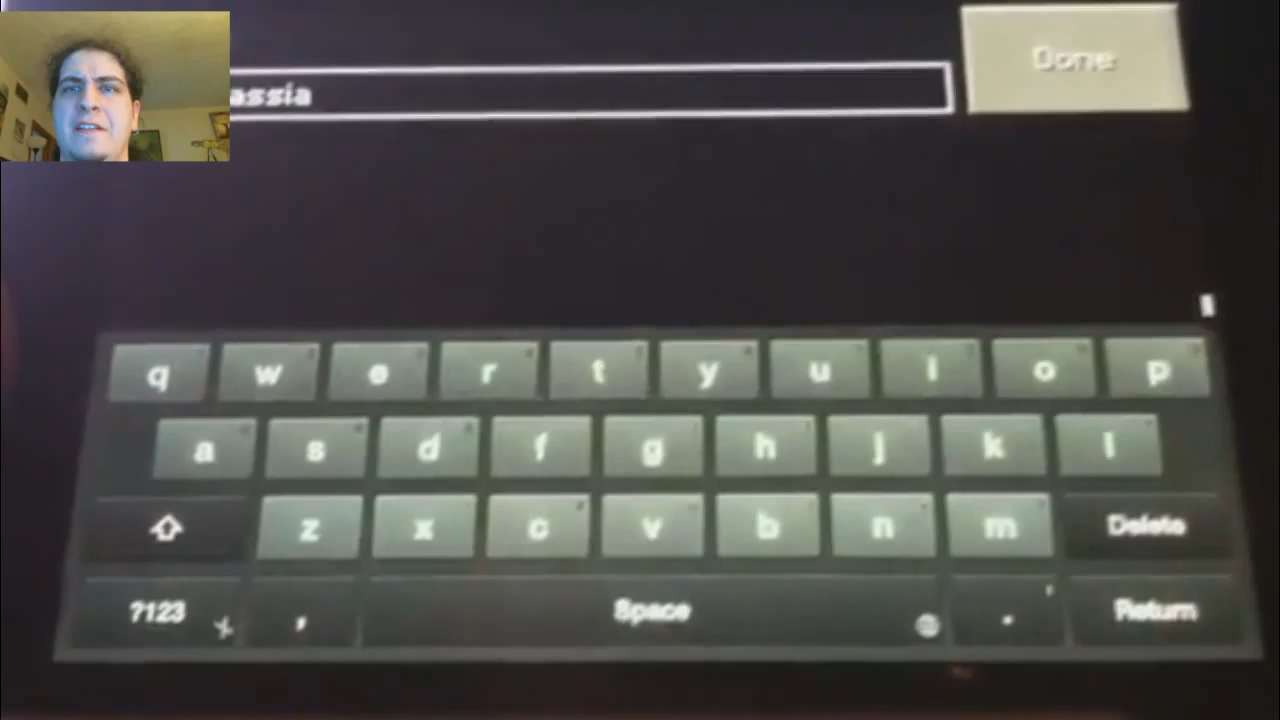 Done
assia
q w e r t y u i o p
a s d f g h j k l
z x c v b n m Delete
?123 , Space . Return